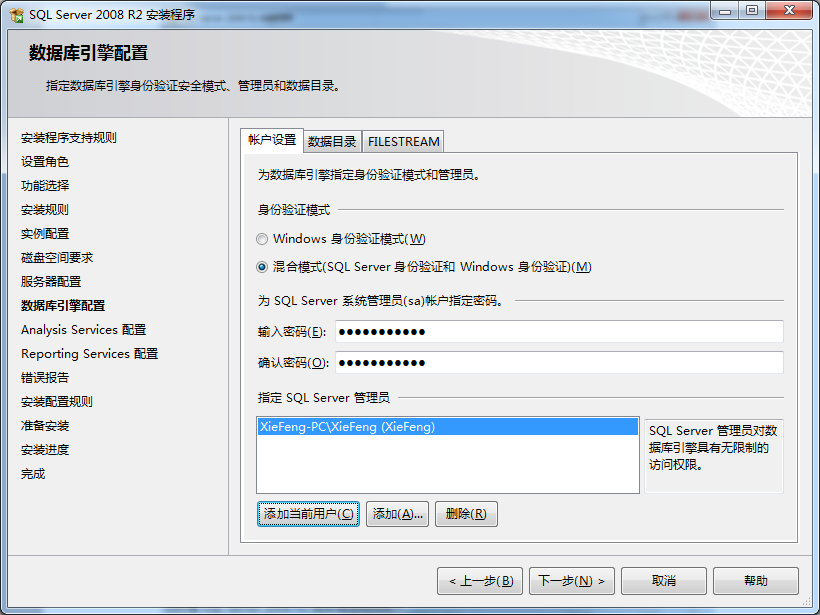 SQL Server 2008 R2 安装程序
数据库引擎配置
指定数据库引擎身份验证安全模式、管理员和数据目录。
安装程序支持规则
设置角色
功能选择
安装规则
实例配置
磁盘空间要求
服务器配置
数据库引擎配置
Analysis Services 配置
Reporting Services 配置
错误报告
安装配置规则
准备安装
安装进度
完成
帐户设置 数据目录 FILESTREAM
为数据库引擎指定身份验证模式和管理员。
身份验证模式
Windows 身份验证模式(W)
混合模式(SQL Server 身份验证和 Windows 身份验证)(M)
为 SQL Server 系统管理员(sa)帐户指定密码。
输入密码(E): ●●●●●●●●●●●
确认密码(O): ●●●●●●●●●●●
指定 SQL Server 管理员
XieFeng-PC\XieFeng (XieFeng)
SQL Server 管理员对数
据库引擎具有无限制的
访问权限。
添加当前用户(C) 添加(A)... 删除(R)
< 上一步(B) 下一步(N) > 取消 帮助